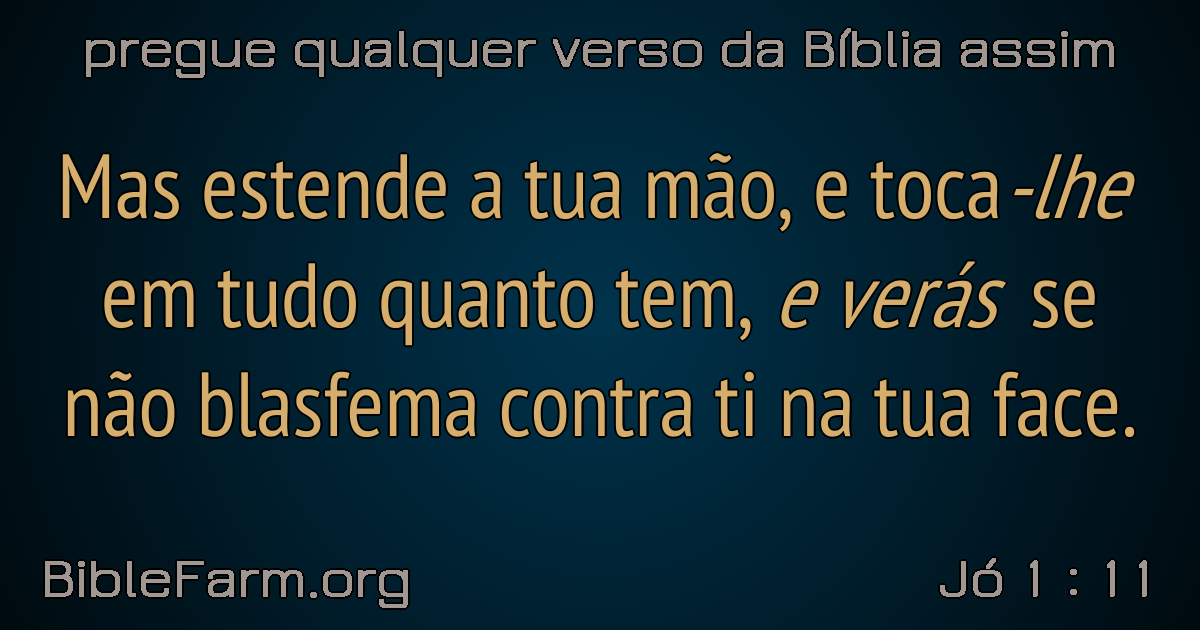 pregue qualquer verso da Bíblia assim
Mas estende a tua mão, e toca-lhe
em tudo quanto tem, e verás se
não blasfema contra ti na tua face.
BibleFarm.org
Jó 1 : 11